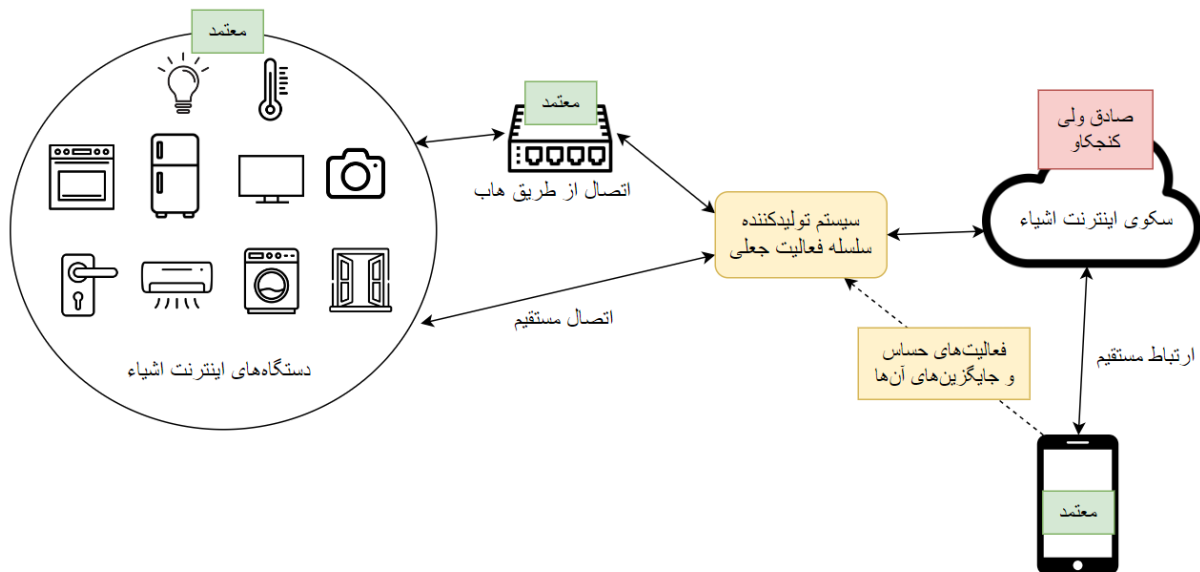 معتمد
معتمد
صادق ولی
کنجکاو
اتصال از طریق هاب
سیستم تولیدکننده
سلسله فعالیت جعلی
سکوی اینترنت اشیاء
اتصال مستقیم
دستگاه‌های اینترنت اشیاء
فعالیت‌های حساس
و جایگزین‌های آن‌ها
ارتباط مستقیم
معتمد